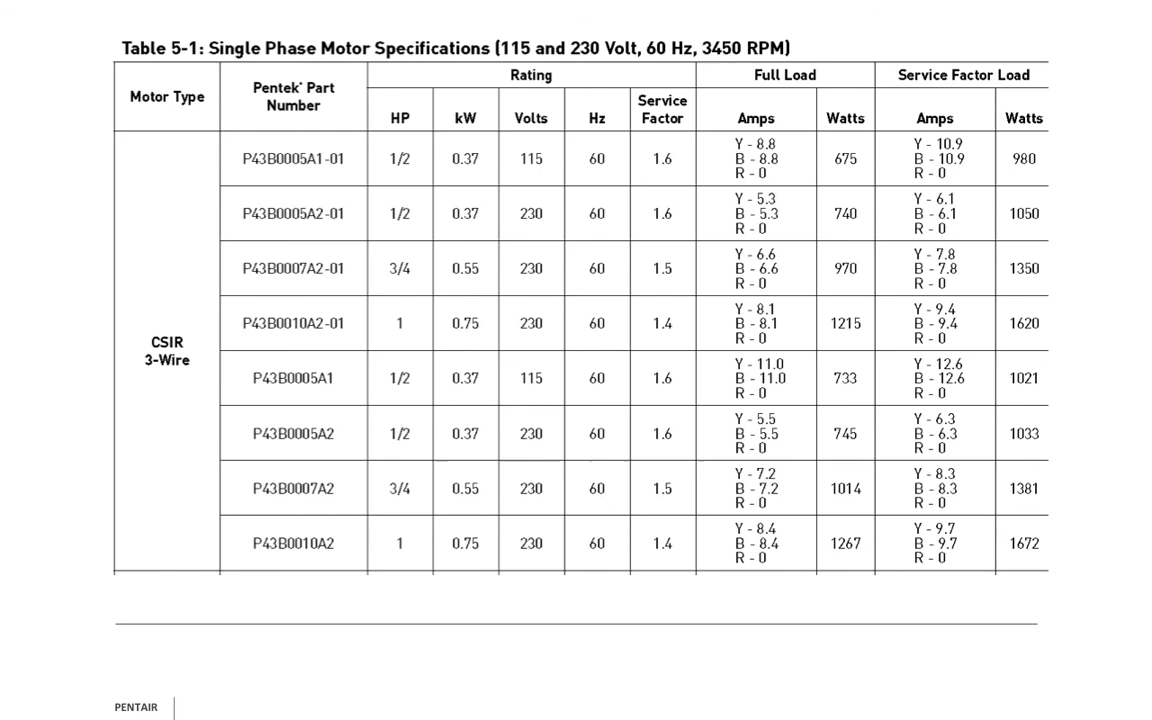 Table 5-1: Single Phase Motor Specifications (115 and 230 Volt, 60 Hz, 3450 RPM)
Motor Type Pentek* Part Number Rating Full Load Service Factor Load
HP kW Volts Hz Service Factor Amps Watts Amps Watts
CSIR
3-Wire
P43B0005A1-01 1/2 0.37 115 60 1.6 Y - 8.8 B - 8.8 R - 0 675 Y - 10.9 B - 10.9 R - 0 980
P43B0005A2-01 1/2 0.37 230 60 1.6 Y - 5.3 B - 5.3 R - 0 740 Y - 6.1 B - 6.1 R - 0 1050
P43B0007A2-01 3/4 0.55 230 60 1.5 Y - 6.6 B - 6.6 R - 0 970 Y - 7.8 B - 7.8 R - 0 1350
P43B0010A2-01 1 0.75 230 60 1.4 Y - 8.1 B - 8.1 R - 0 1215 Y - 9.4 B - 9.4 R - 0 1620
P43B0005A1 1/2 0.37 115 60 1.6 Y - 11.0 B - 11.0 R - 0 733 Y - 12.6 B - 12.6 R - 0 1021
P43B0005A2 1/2 0.37 230 60 1.6 Y - 5.5 B - 5.5 R - 0 745 Y - 6.3 B - 6.3 R - 0 1033
P43B0007A2 3/4 0.55 230 60 1.5 Y - 7.2 B - 7.2 R - 0 1014 Y - 8.3 B - 8.3 R - 0 1381
P43B0010A2 1 0.75 230 60 1.4 Y - 8.4 B - 8.4 R - 0 1267 Y - 9.7 B - 9.7 R - 0 1672
PENTAIR